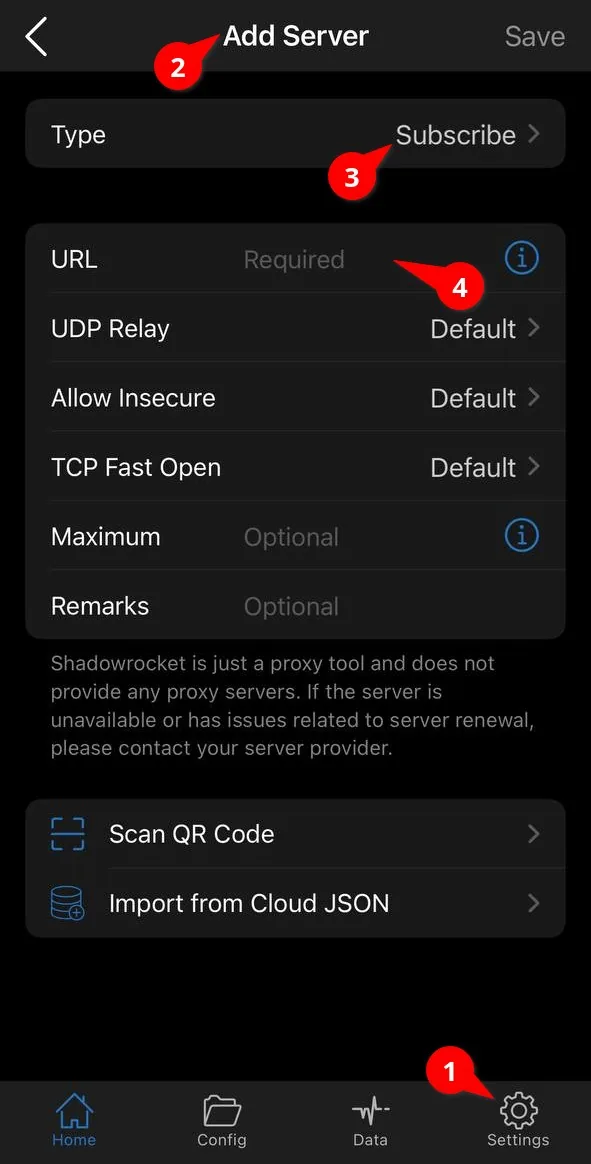 Add Server
Save
2
Type
Subscribe
3
URL
Required
4
UDP Relay
Default
Allow Insecure
Default
TCP Fast Open
Default
Maximum
Optional
Remarks
Optional
Shadowrocket is just a proxy tool and does not
provide any proxy servers. If the server is
unavailable or has issues related to server renewal,
please contact your server provider.
Scan QR Code
Import from Cloud JSON
1
Home
Config
Data
Settings